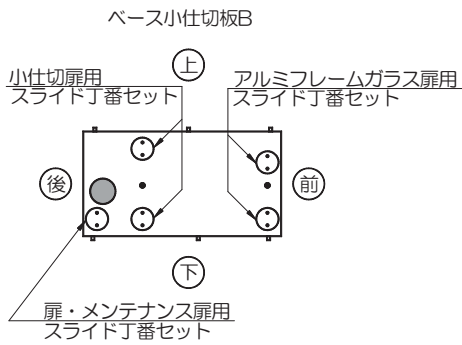 ベース小仕切板B
上
小仕切扉用
スライド丁番セット
アルミフレームガラス扉用
スライド丁番セット
後
前
下
扉・メンテナンス扉用
スライド丁番セット